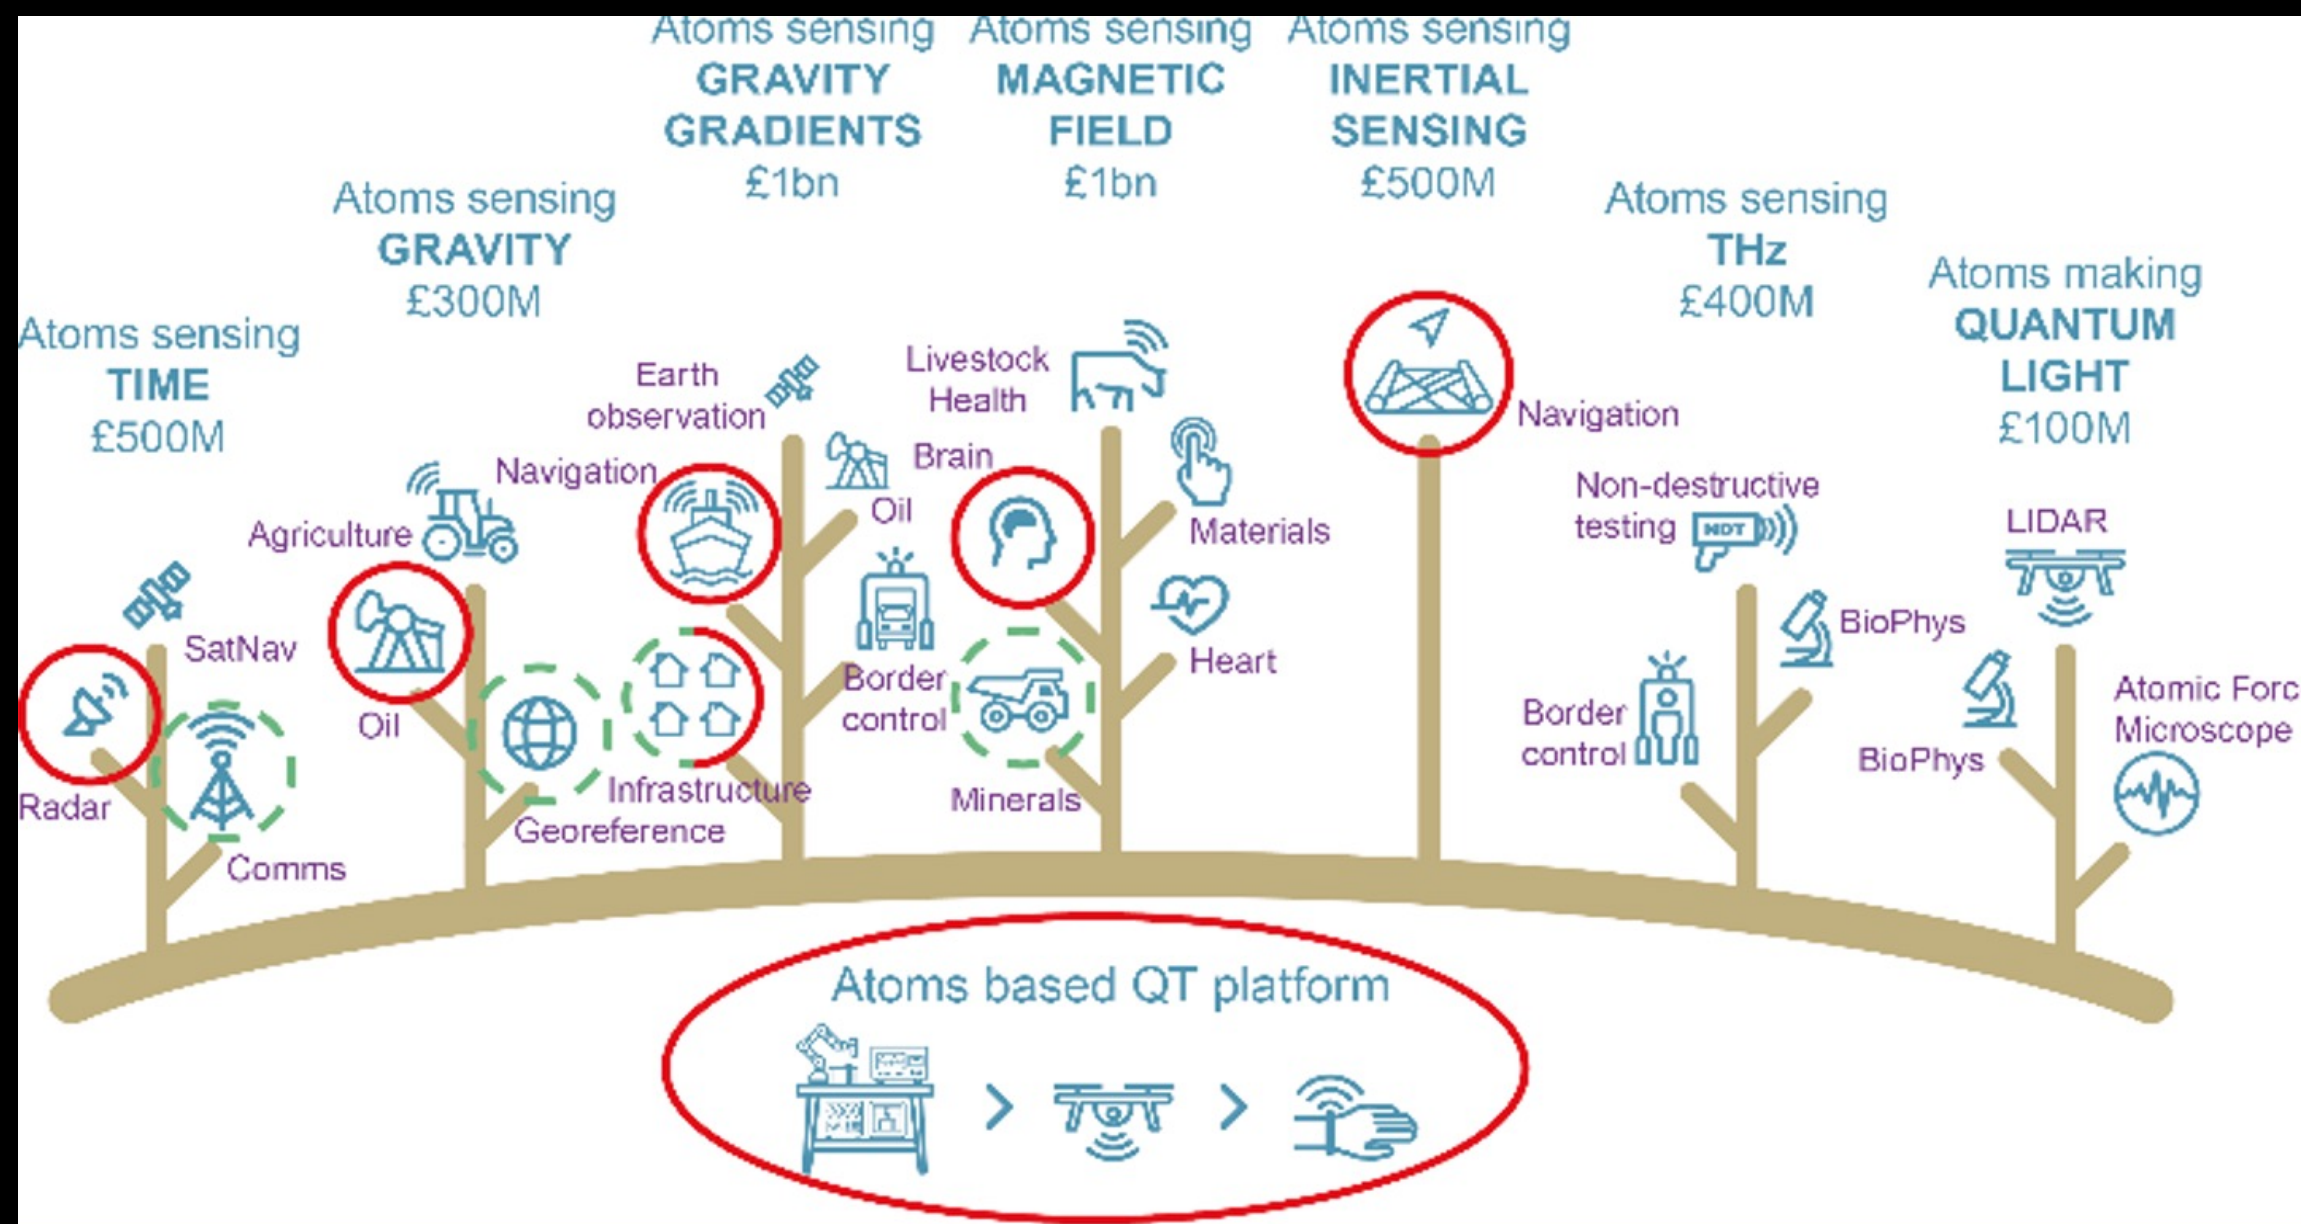 Atoms sensing
TIME
£500M
SatNav
Radar
Comms
Atoms sensing
GRAVITY
£300M
Agriculture
Oil
Georeference
Atoms sensing
GRAVITY
GRADIENTS
£1bn
Earth
observation
Navigation
Oil
Border
control
Infrastructure
Atoms sensing
MAGNETIC
FIELD
£1bn
Livestock
Health
Brain
Materials
Heart
Minerals
Atoms sensing
INERTIAL
SENSING
£500M
Navigation
Atoms sensing
THz
£400M
Non-destructive
testing
NDT
BioPhys
Border
control
Atoms making
QUANTUM
LIGHT
£100M
LIDAR
BioPhys
Atomic Forc
Microscope
Atoms based QT platform
> >